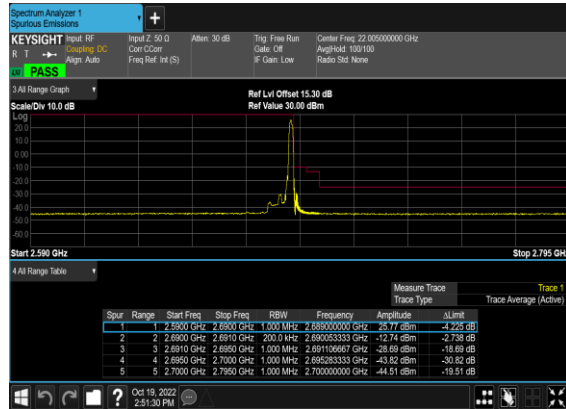 Spectrum Analyzer 1
Spurious Emissions
+
KEYSIGHT Input: RF Input Z: 50 Ω Atten: 30 dB Trig: Free Run Center Freq: 22.005000000 GHz
R T Coupling: DC Corr CCorr Gate: Off Avg|Hold: 100/100
Align: Auto Freq Ref: Int (S) IF Gain: Low Radio Std: None
PASS
3 All Range Graph
Ref Lvl Offset 15.30 dB
Scale/Div 10.0 dB Ref Value 30.00 dBm
Log
20.0
10.0
0.00
-10.0
-20.0
-30.0
-40.0
-50.0
-60.0
Start 2.590 GHz Stop 2.795 GH
4 All Range Table
Measure Trace Trace 1
Trace Type Trace Average (Active)
Spur Range Start Freq Stop Freq RBW Frequency Amplitude ΔLimit
1 1 2.5900 GHz 2.6900 GHz 1.000 MHz 2.689000000 GHz 25.77 dBm -4.225 dB
2 2 2.6900 GHz 2.6910 GHz 200.0 kHz 2.690053333 GHz -12.74 dBm -2.738 dB
3 3 2.6910 GHz 2.6950 GHz 1.000 MHz 2.691106667 GHz -28.69 dBm -18.69 dB
4 4 2.6950 GHz 2.7000 GHz 1.000 MHz 2.695283333 GHz -43.82 dBm -30.82 dB
5 5 2.7000 GHz 2.7950 GHz 1.000 MHz 2.700000000 GHz -44.51 dBm -19.51 dB
? Oct 19, 2022
2:51:30 PM